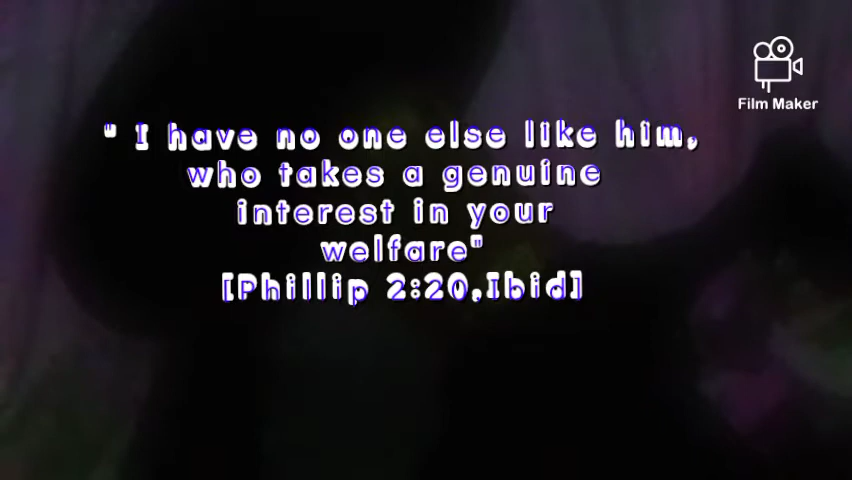 Film Maker
" I have no one else like him,
who takes a genuine
interest in your
welfare"
[Phillip 2:20,Ibid]